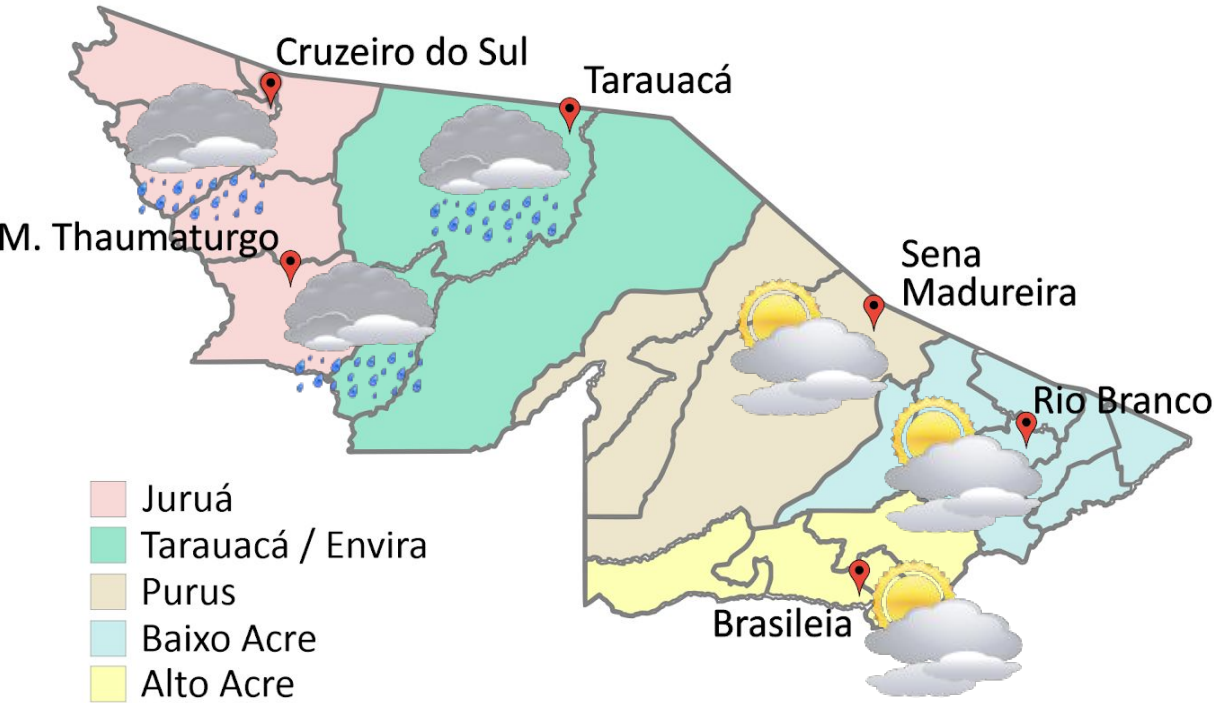 Cruzeiro do Sul
Tarauacá
M. Thaumaturgo
Sena
Madureira
Rio Branco
Brasileia
Juruá
Tarauacá / Envira
Purus
Baixo Acre
Alto Acre